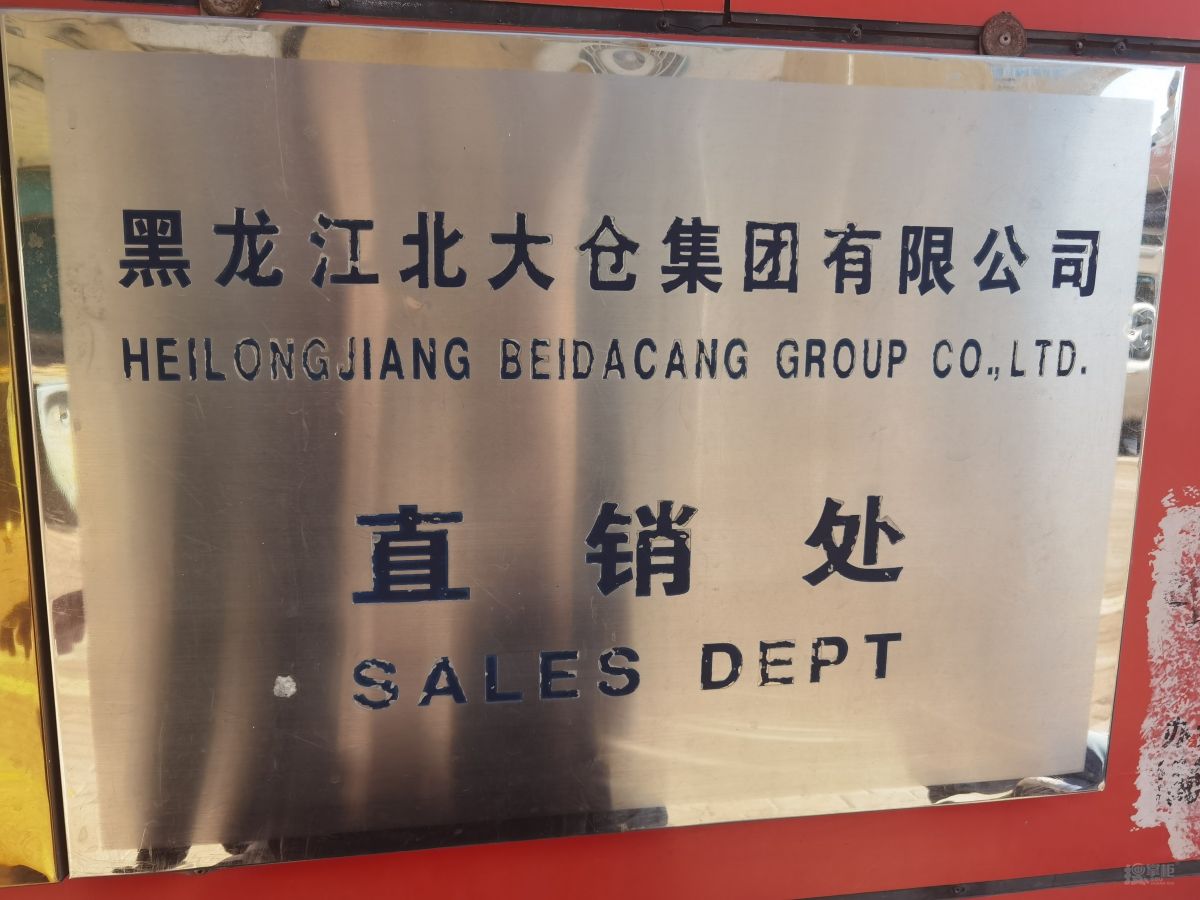 黑龙江北大仓集团有限公司
HEILONGJIANG BEIDACANG GROUP CO.,LTD.
直销处
SALES DEPT
办